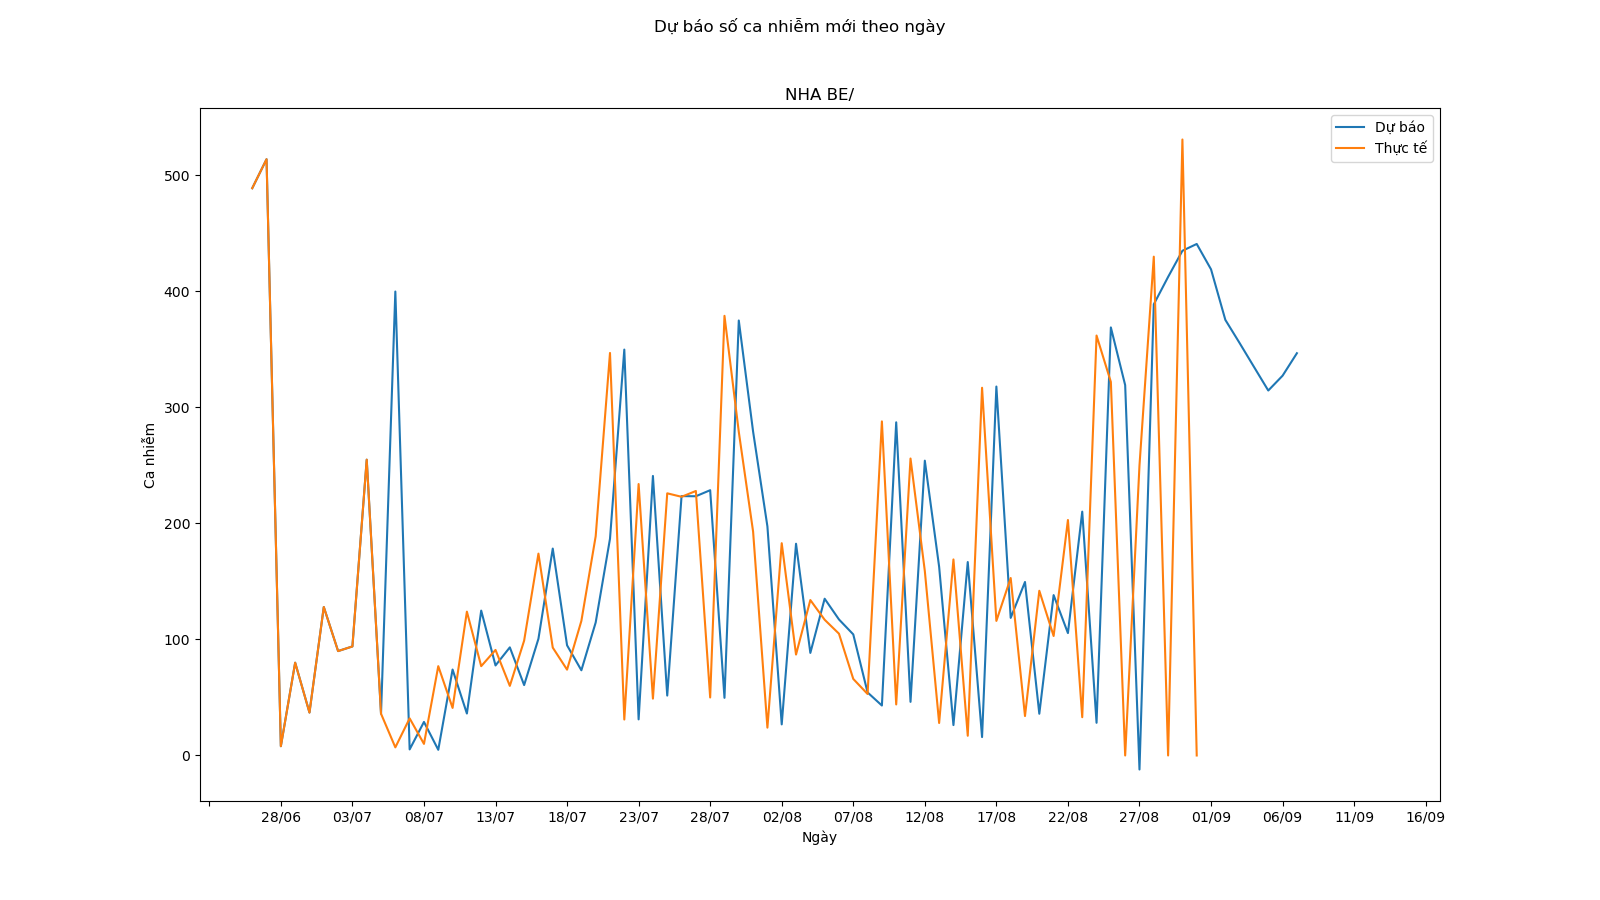 Dự báo số ca nhiễm mới theo ngày
NHA BE/
Dự báo
Thực tế
500
400
300
200
100
0
Ca nhiễm
28/06 03/07 08/07 13/07 18/07 23/07 28/07 02/08 07/08 12/08 17/08 22/08 27/08 01/09 06/09 11/09 16/09
Ngày